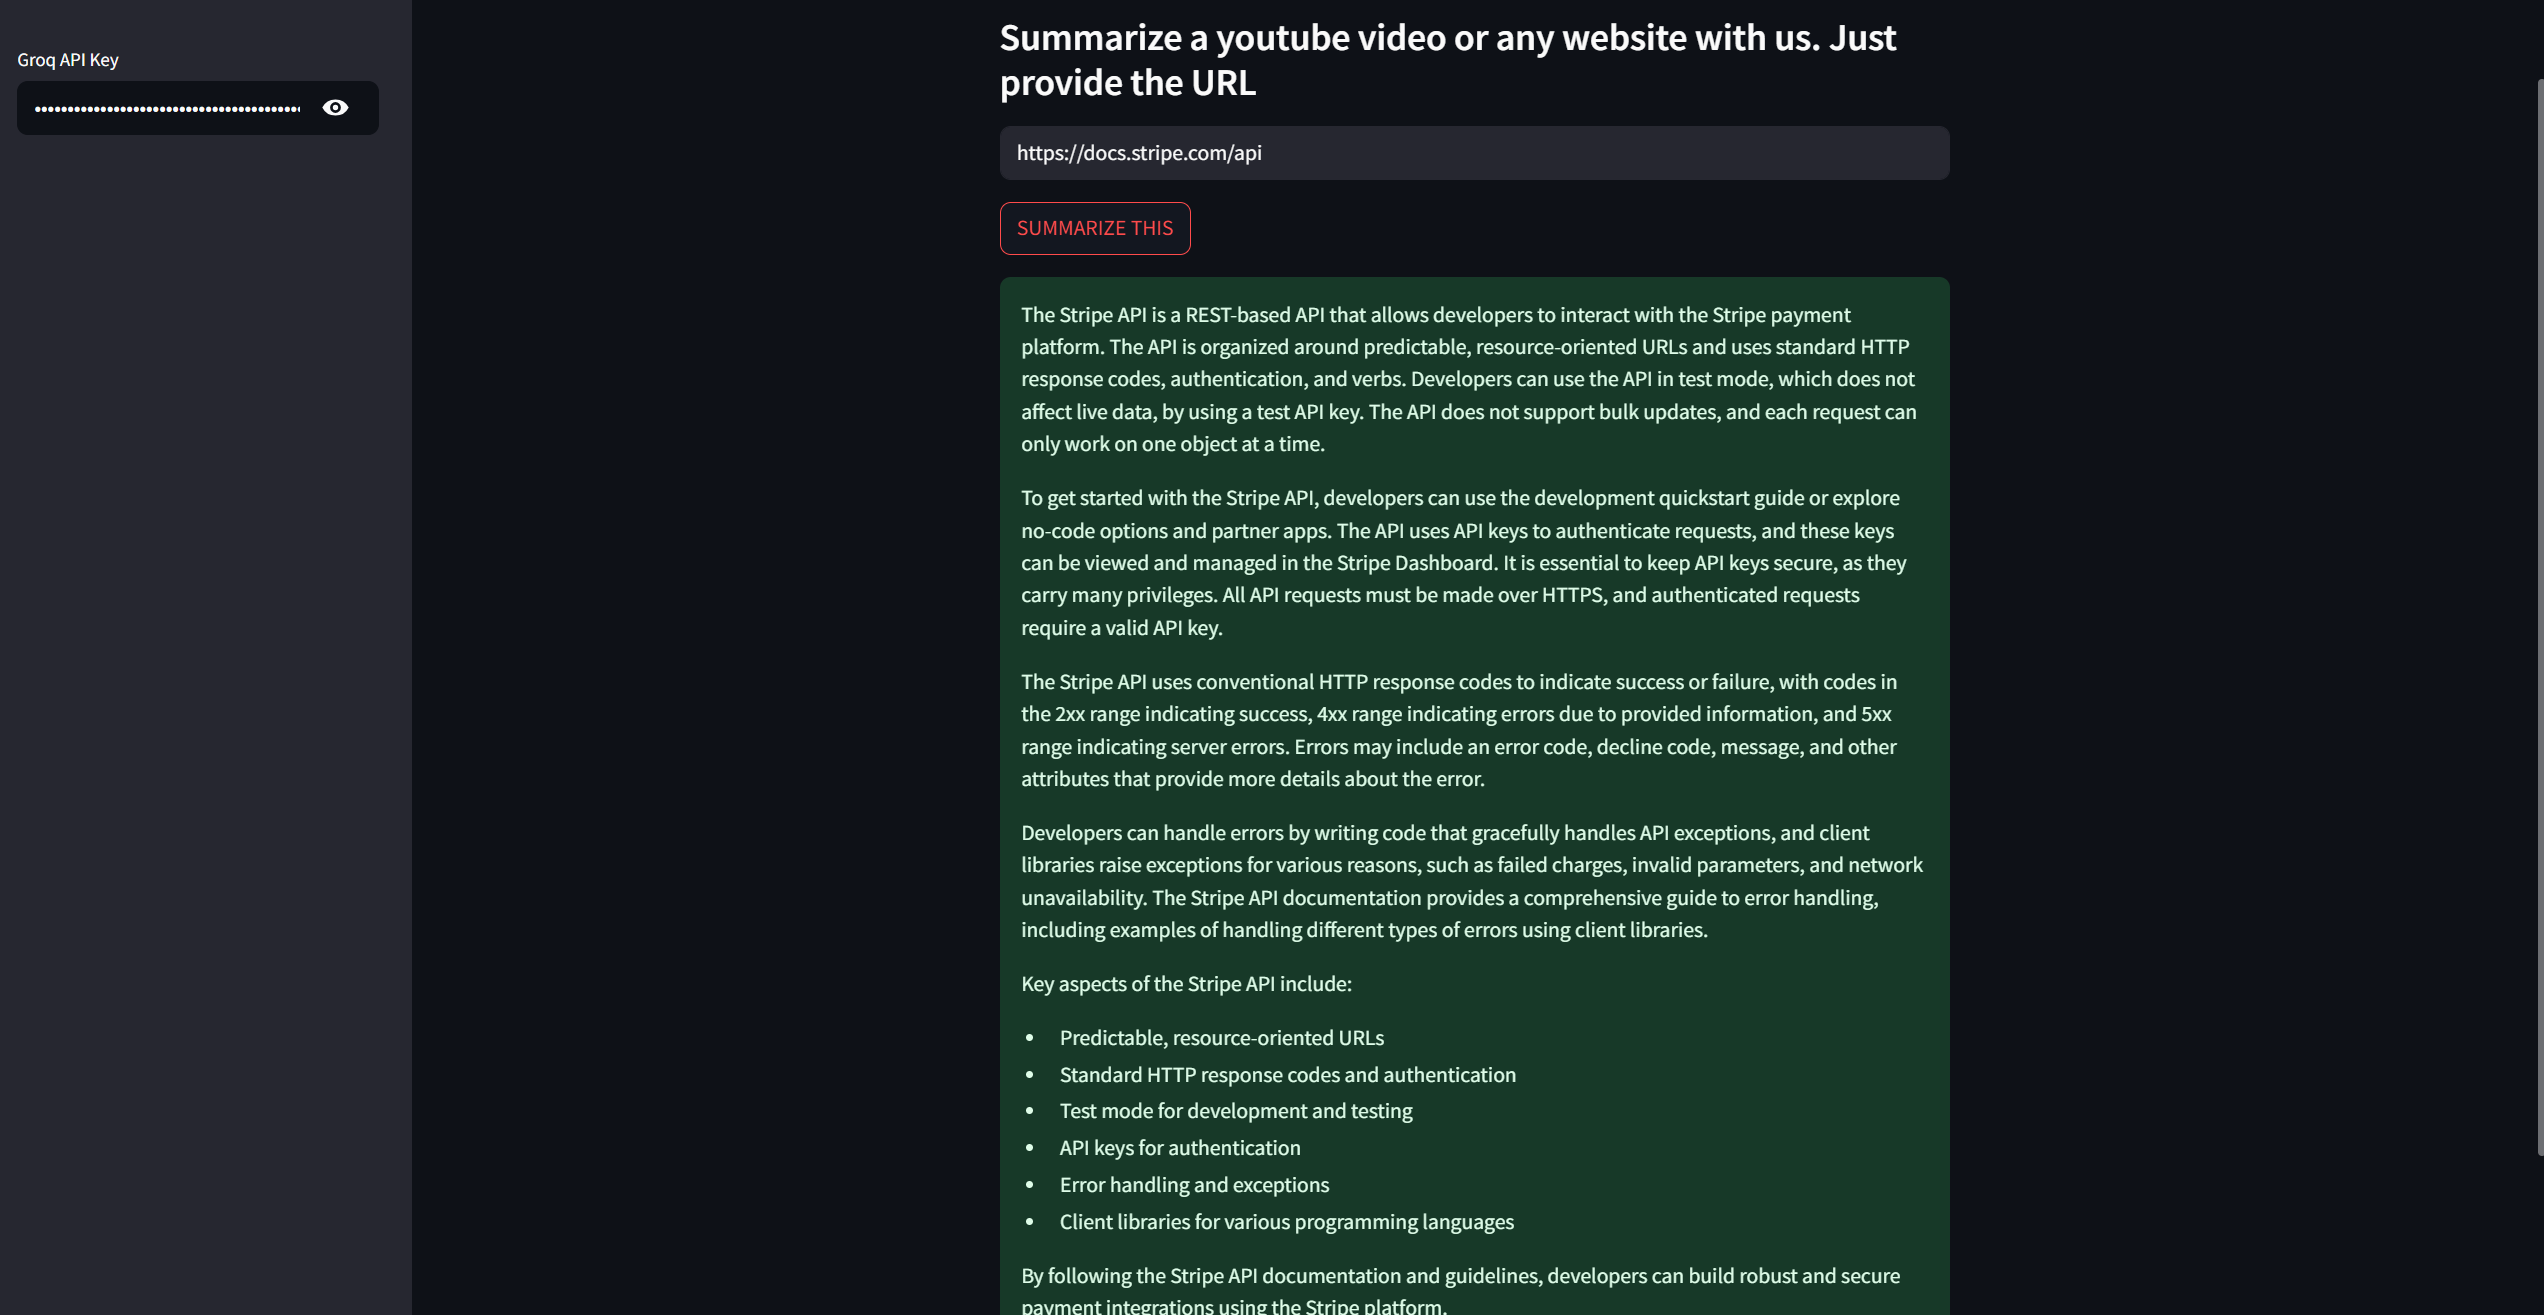 Groq API Key
Summarize a youtube video or any website with us. Just
provide the URL
https://docs.stripe.com/api
SUMMARIZE THIS
The Stripe API is a REST-based API that allows developers to interact with the Stripe payment
platform. The API is organized around predictable, resource-oriented URLs and uses standard HTTP
response codes, authentication, and verbs. Developers can use the API in test mode, which does not
affect live data, by using a test API key. The API does not support bulk updates, and each request can
only work on one object at a time.
To get started with the Stripe API, developers can use the development quickstart guide or explore
no-code options and partner apps. The API uses API keys to authenticate requests, and these keys
can be viewed and managed in the Stripe Dashboard. It is essential to keep API keys secure, as they
carry many privileges. All API requests must be made over HTTPS, and authenticated requests
require a valid API key.
The Stripe API uses conventional HTTP response codes to indicate success or failure, with codes in
the 2xx range indicating success, 4xx range indicating errors due to provided information, and 5xx
range indicating server errors. Errors may include an error code, decline code, message, and other
attributes that provide more details about the error.
Developers can handle errors by writing code that gracefully handles API exceptions, and client
libraries raise exceptions for various reasons, such as failed charges, invalid parameters, and network
unavailability. The Stripe API documentation provides a comprehensive guide to error handling,
including examples of handling different types of errors using client libraries.
Key aspects of the Stripe API include:
• Predictable, resource-oriented URLs
• Standard HTTP response codes and authentication
• Test mode for development and testing
• API keys for authentication
• Error handling and exceptions
• Client libraries for various programming languages
By following the Stripe API documentation and guidelines, developers can build robust and secure
payment integrations using the Stripe platform.